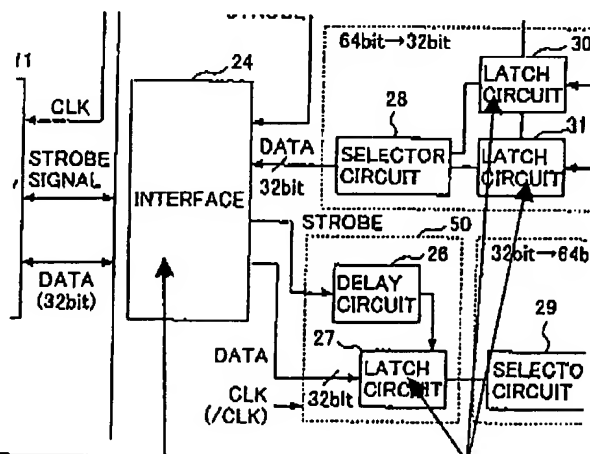 STROBE
64bit→32bit
30
24
LATCH
CIRCUIT
CLK
28
31
DATA
32bit
SELECTOR
CIRCUIT
LATCH
CIRCUIT
STROBE
SIGNAL
INTERFACE
STROBE
50
26
32bit→64b
DATA
(32bit)
DELAY
CIRCUIT
29
27
DATA
LATCH
CIRCUIT
32bit
SELECTO
CIRCUIT
CLK
(/CLK)